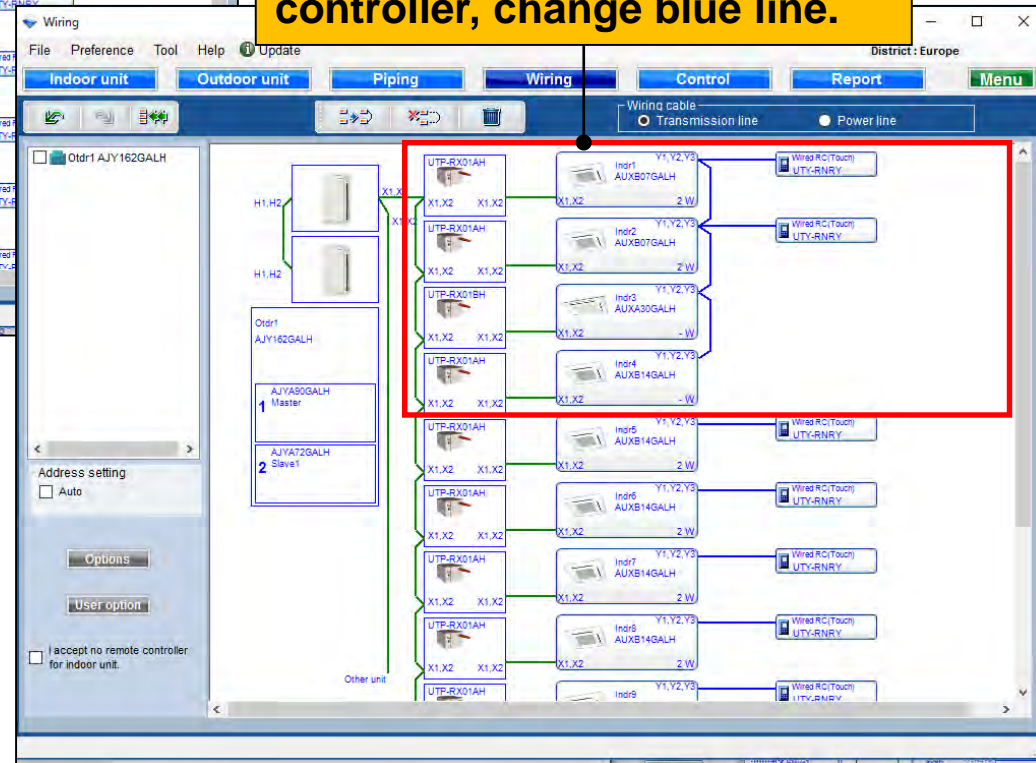 controller, change blue line.
Wiring
File Preference Tool Help Update
District : Europe
Indoor unit Outdoor unit Piping Wiring Control Report Menu
Wiring cable
Transmission line Power line
Otdr1 AJY162GALH
Address setting
Auto
Options
User option
I accept no remote controller
for indoor unit.
H1,H2
H1,H2
Otdr1
AJY162GALH
AJYA90GALH
1 Master
AJYA72GALH
2 Slave1
Other unit
UTP-RX01AH
X1,X2 X1,X2
Indr1 Y1,Y2,Y3
AUXB07GALH
X1,X2 2 W
Wired RC(Touch)
UTY-RNRY
UTP-RX01AH
X1,X2 X1,X2
Indr2 Y1,Y2,Y3
AUXB07GALH
X1,X2 2 W
Wired RC(Touch)
UTY-RNRY
UTP-RX01BH
X1,X2 X1,X2
Indr3 Y1,Y2,Y3
AUXA30GALH
X1,X2 - W
UTP-RX01AH
X1,X2 X1,X2
Indr4 Y1,Y2,Y3
AUXB14GALH
X1,X2 - W
UTP-RX01AH
X1,X2 X1,X2
Indr5 Y1,Y2,Y3
AUXB14GALH
X1,X2 2 W
Wired RC(Touch)
UTY-RNRY
UTP-RX01AH
X1,X2 X1,X2
Indr6 Y1,Y2,Y3
AUXB14GALH
X1,X2 2 W
Wired RC(Touch)
UTY-RNRY
UTP-RX01AH
X1,X2 X1,X2
Indr7 Y1,Y2,Y3
AUXB14GALH
X1,X2 2 W
Wired RC(Touch)
UTY-RNRY
UTP-RX01AH
X1,X2 X1,X2
Indr8 Y1,Y2,Y3
AUXB14GALH
X1,X2 2 W
Wired RC(Touch)
UTY-RNRY
UTP-RX01AH
Indr9 Y1,Y2,Y3
Wired RC(Touch)
UTY-RNRY